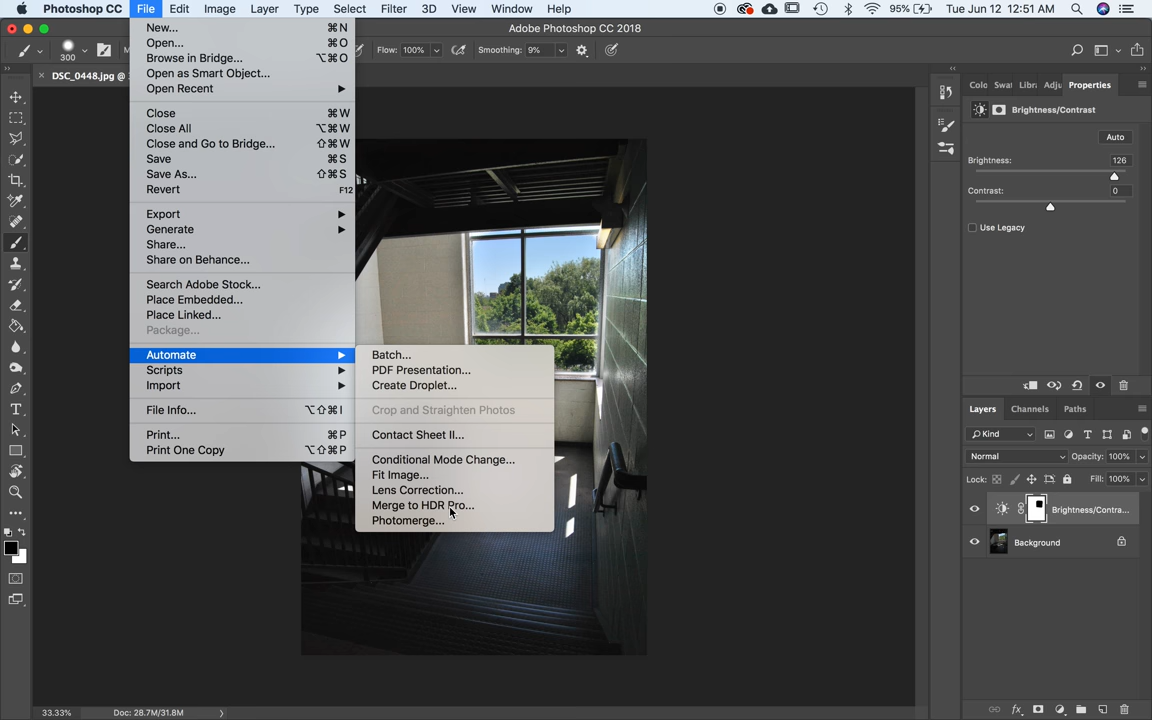 Photoshop CC File Edit Image Layer Type Select Filter 3D View Window Help 95% Tue Jun 12 12:51 AM
Adobe Photoshop CC 2018
300 M Flow: 100% Smoothing: 9%
DSC_0448.jpg @
New... ⌘N
Open... ⌘O
Browse in Bridge... ⌥⌘O
Open as Smart Object...
Open Recent ▶
Close ⌘W
Close All ⌥⌘W
Close and Go to Bridge... ⇧⌘W
Save ⌘S
Save As... ⇧⌘S
Revert F12
Export ▶
Generate ▶
Share...
Share on Behance...
Search Adobe Stock...
Place Embedded...
Place Linked...
Package...
Automate ▶
Scripts ▶
Import ▶
File Info... ⌥⇧⌘I
Print... ⌘P
Print One Copy ⌥⇧⌘P
Batch...
PDF Presentation...
Create Droplet...
Crop and Straighten Photos
Contact Sheet II...
Conditional Mode Change...
Fit Image...
Lens Correction...
Merge to HDR Pro...
Photomerge...
Colo Swat Libra Adju Properties
Brightness/Contrast
Auto
Brightness: 126
Contrast: 0
Use Legacy
Layers Channels Paths
Kind
Normal Opacity: 100%
Lock: Fill: 100%
Brightness/Contra...
Background
33.33% Doc: 28.7M/31.8M